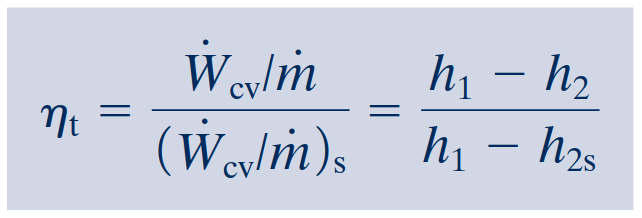 ηt = (Ẇcv/ṁ) / (Ẇcv/ṁ)s = (h1 − h2) / (h1 − h2s)